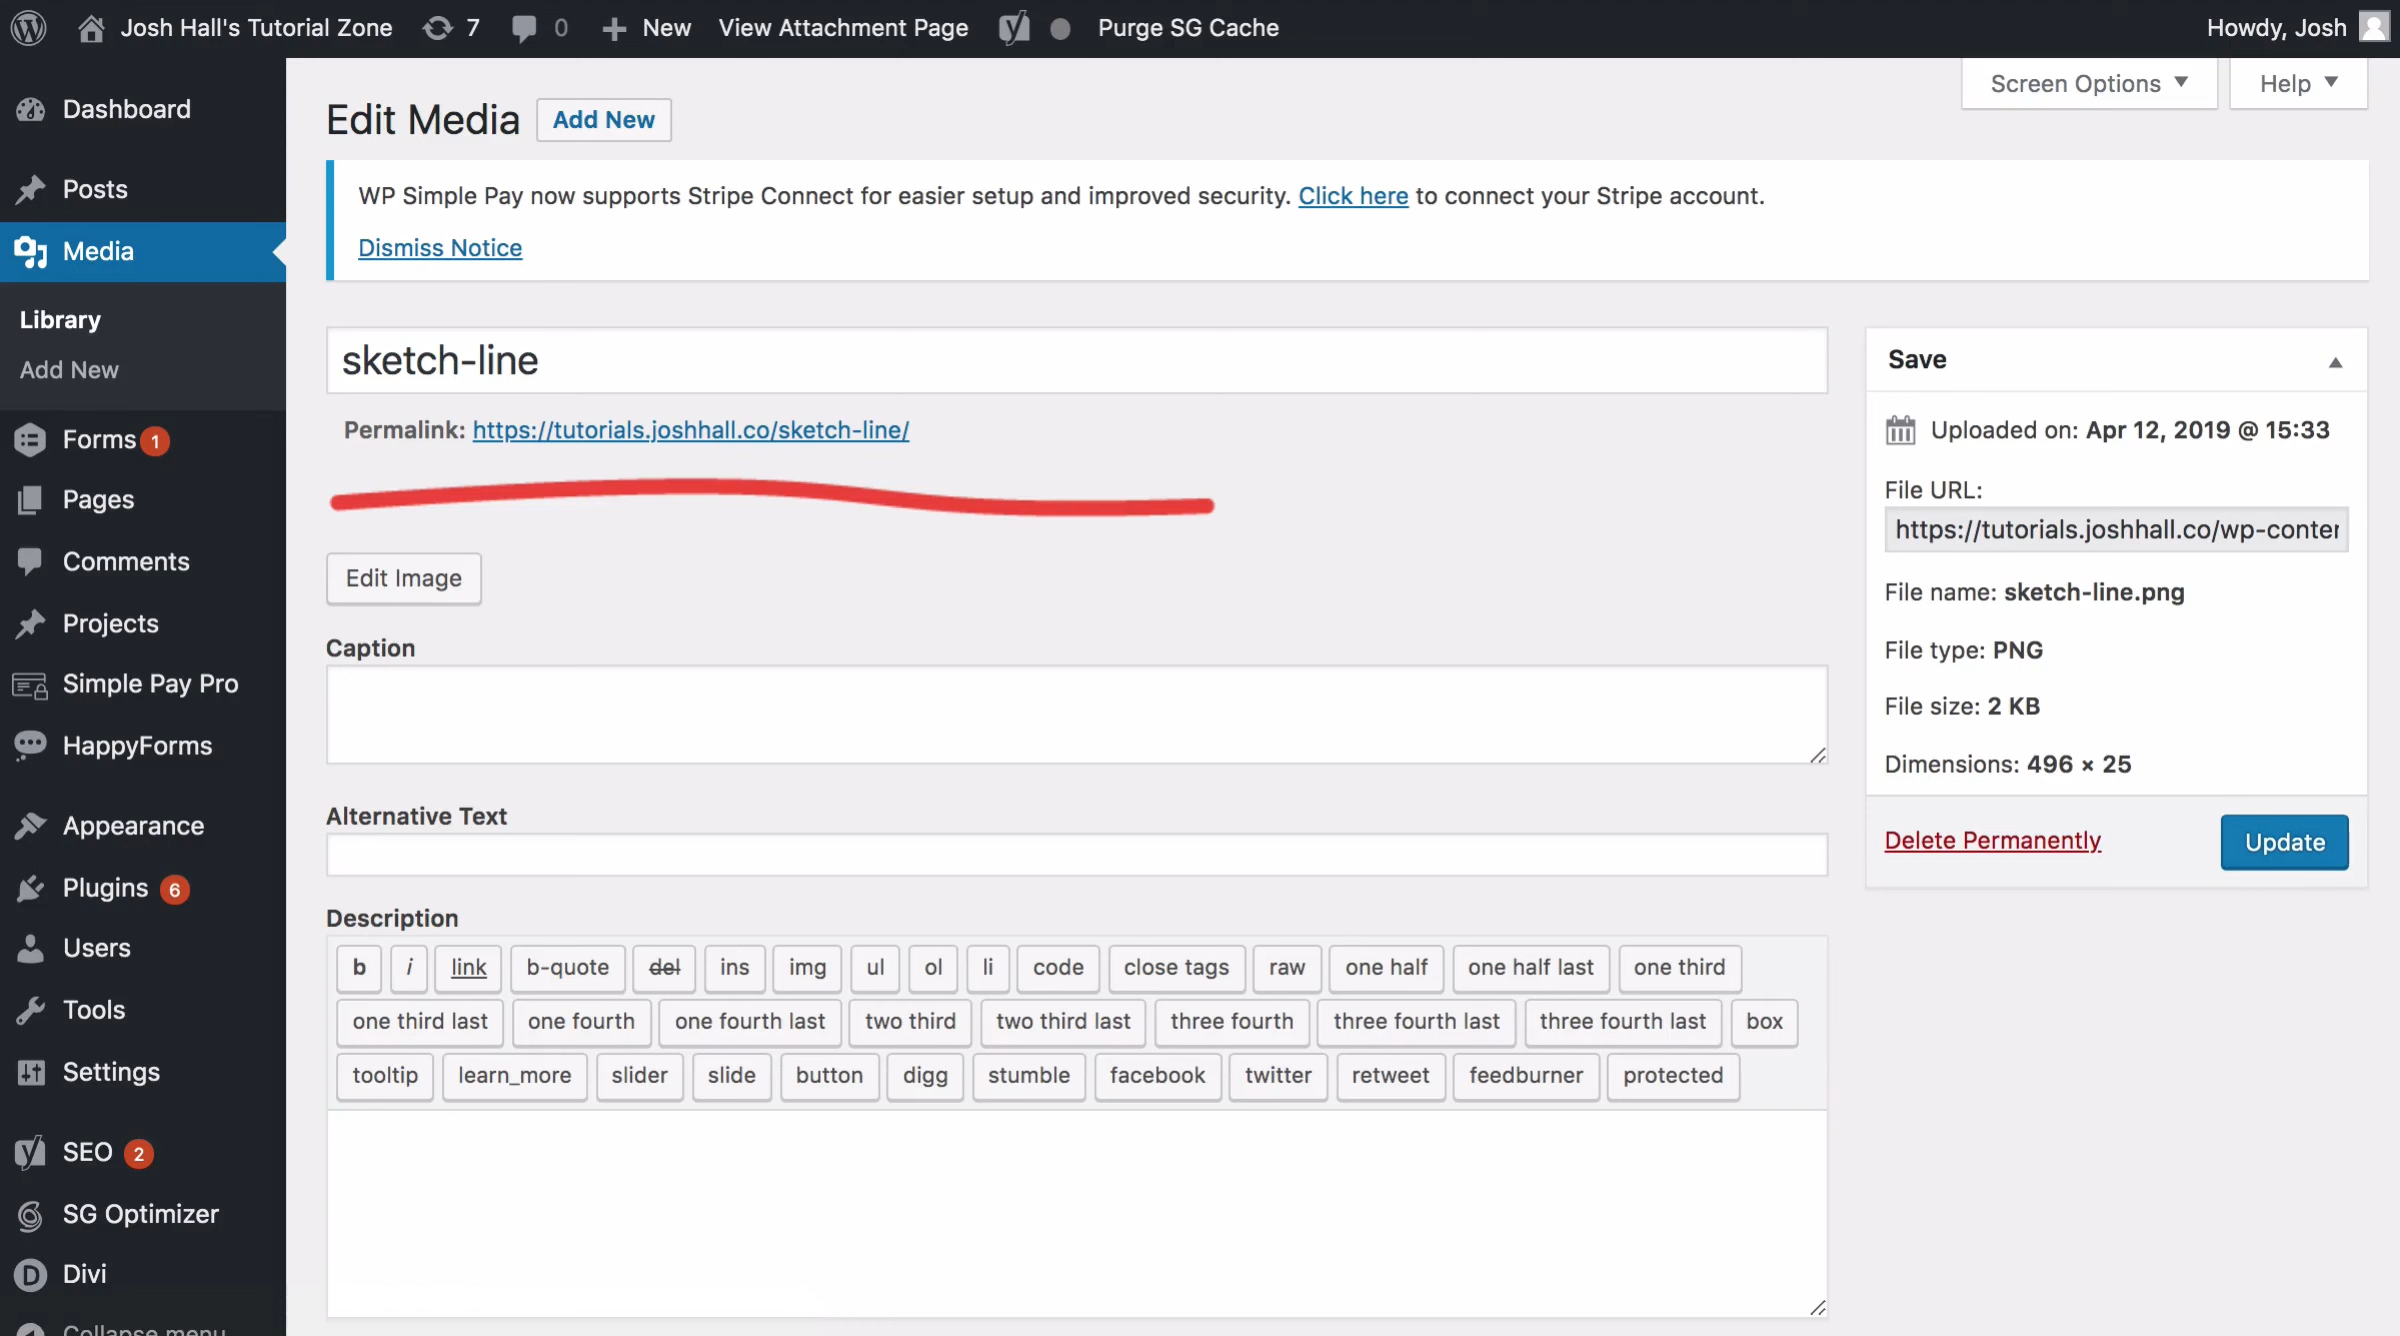 Josh Hall's Tutorial Zone 7 0 New View Attachment Page Purge SG Cache Howdy, Josh
Screen Options Help
Dashboard
Posts
Media
Library
Add New
Forms 1
Pages
Comments
Projects
Simple Pay Pro
HappyForms
Appearance
Plugins 6
Users
Tools
Settings
SEO 2
SG Optimizer
Divi
Collapse menu
Edit Media Add New
WP Simple Pay now supports Stripe Connect for easier setup and improved security. Click here to connect your Stripe account.
Dismiss Notice
sketch-line
Permalink: https://tutorials.joshhall.co/sketch-line/
Edit Image
Caption
Alternative Text
Description
b i link b-quote del ins img ul ol li code close tags raw one half one half last one third
one third last one fourth one fourth last two third two third last three fourth three fourth last three fourth last box
tooltip learn_more slider slide button digg stumble facebook twitter retweet feedburner protected
Save
Uploaded on: Apr 12, 2019 @ 15:33
File URL:
https://tutorials.joshhall.co/wp-conter
File name: sketch-line.png
File type: PNG
File size: 2 KB
Dimensions: 496 × 25
Delete Permanently Update